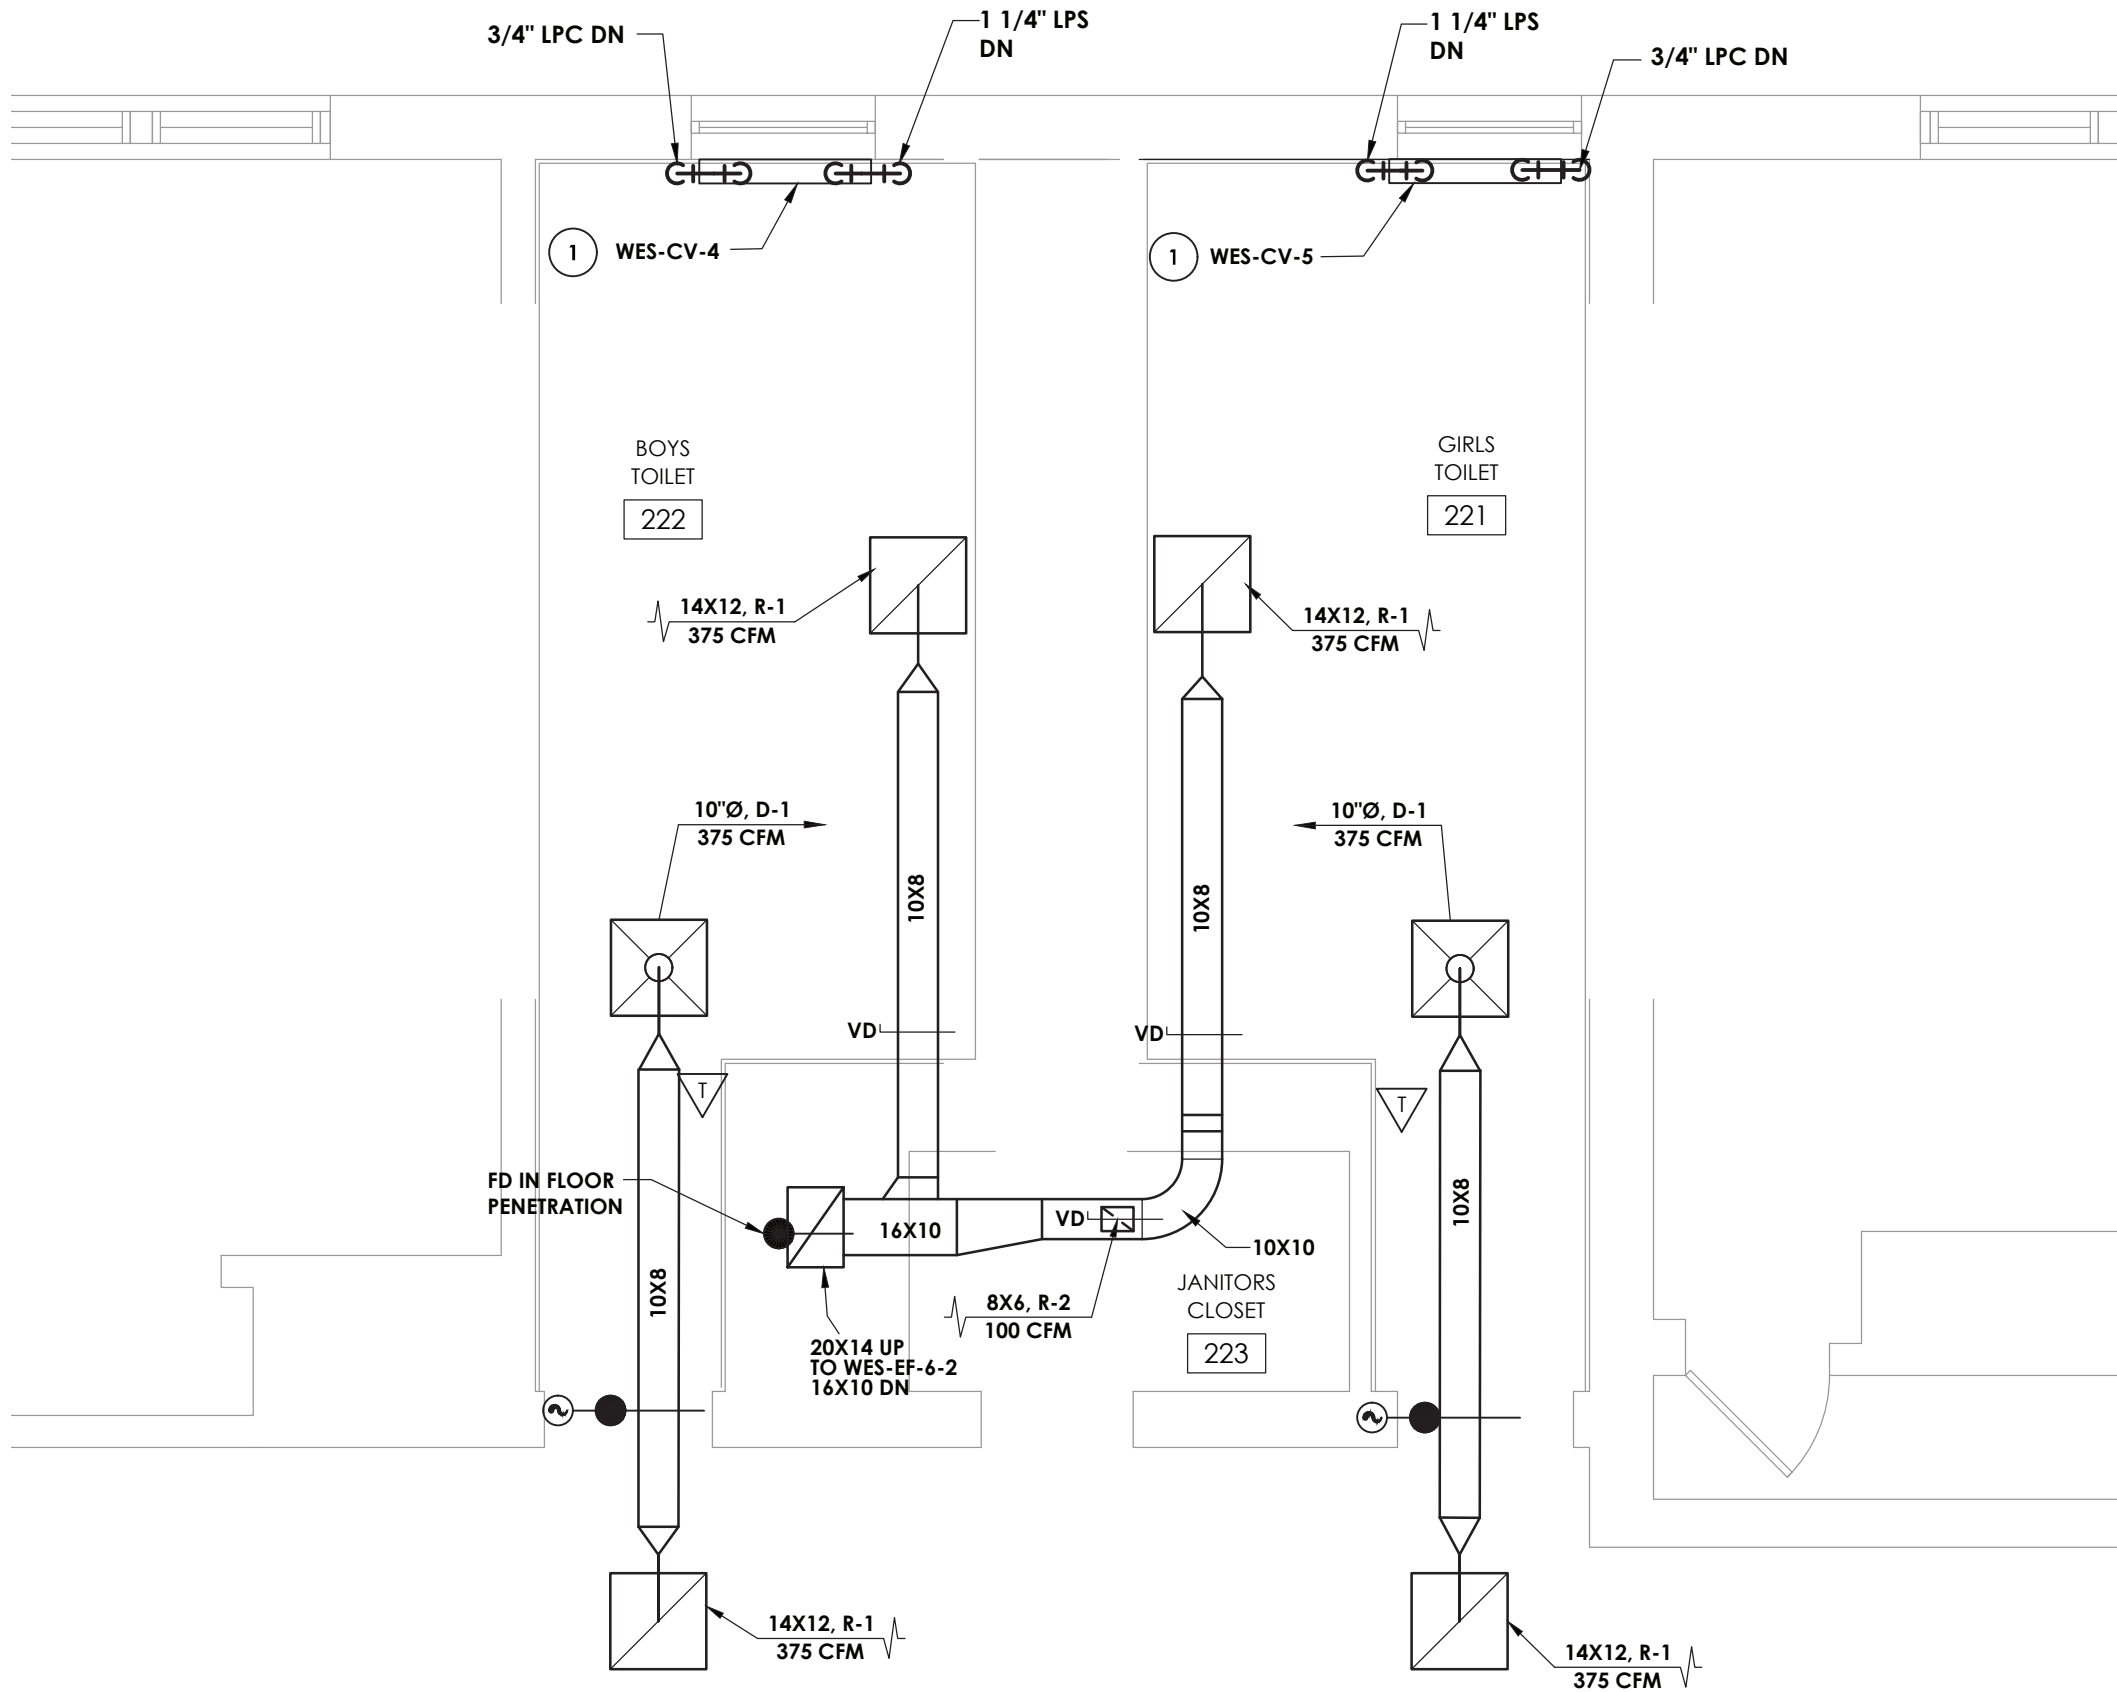 3/4" LPC DN
1 1/4" LPS
DN
1 1/4" LPS
DN
3/4" LPC DN
1
WES-CV-4
1
WES-CV-5
BOYS
TOILET
222
GIRLS
TOILET
221
14X12, R-1
375 CFM
14X12, R-1
375 CFM
10"Ø, D-1
375 CFM
10"Ø, D-1
375 CFM
10X8
10X8
VD
VD
T
T
FD IN FLOOR
PENETRATION
16X10
VD
10X10
10X8
10X8
8X6, R-2
100 CFM
JANITORS
CLOSET
223
20X14 UP
TO WES-EF-6-2
16X10 DN
14X12, R-1
375 CFM
14X12, R-1
375 CFM